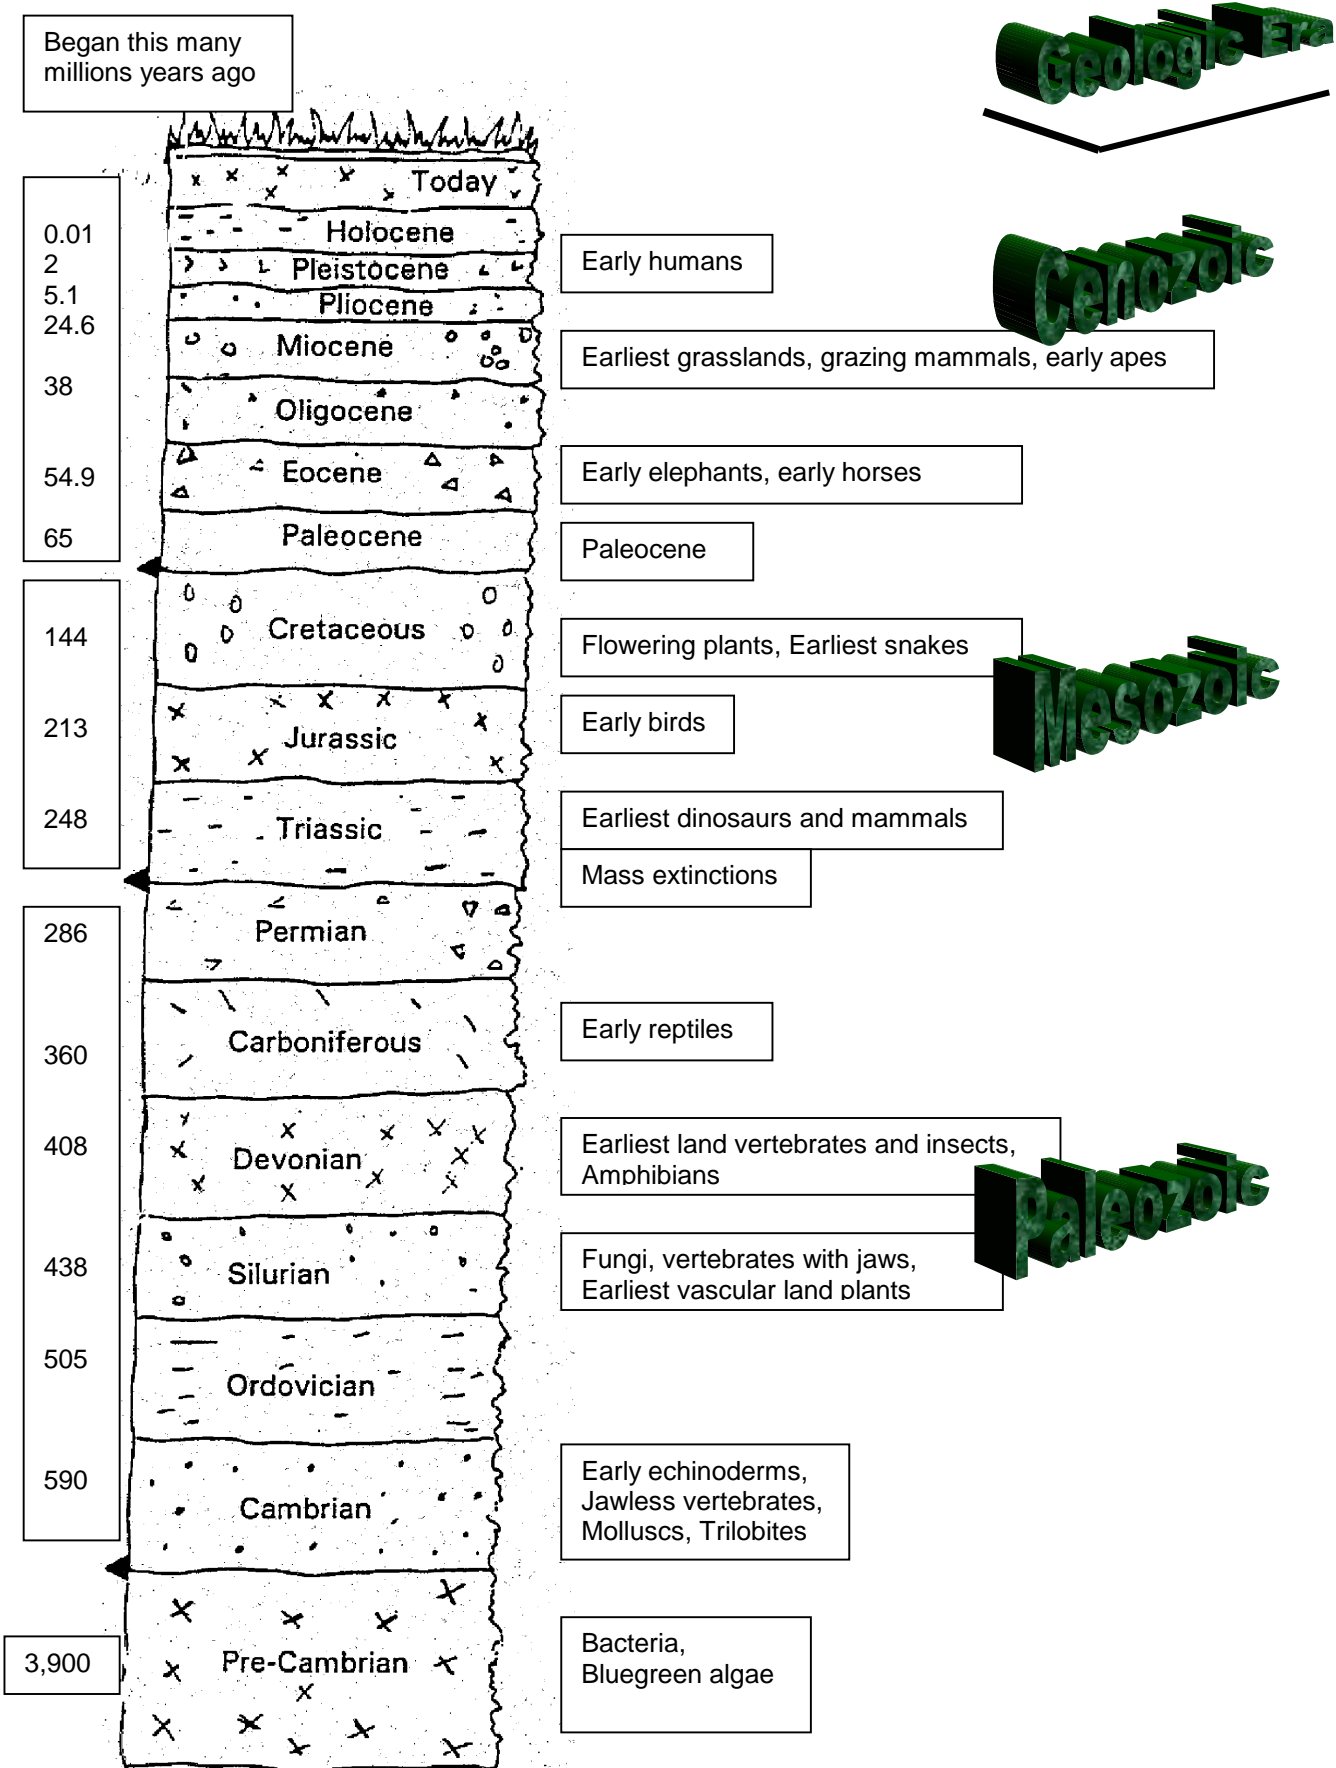 Began this many
millions years ago
Geologic Era
Today
0.01
Holocene
2
Pleistocene
Early humans
Cenozoic
5.1
Pliocene
24.6
Miocene
Earliest grasslands, grazing mammals, early apes
38
Oligocene
54.9
Eocene
Early elephants, early horses
65
Paleocene
Paleocene
144
Cretaceous
Flowering plants, Earliest snakes
Mesozoic
213
Jurassic
Early birds
248
Triassic
Earliest dinosaurs and mammals
Mass extinctions
286
Permian
360
Carboniferous
Early reptiles
408
Devonian
Earliest land vertebrates and insects,
Amphibians
Paleozoic
438
Silurian
Fungi, vertebrates with jaws,
Earliest vascular land plants
505
Ordovician
590
Cambrian
Early echinoderms,
Jawless vertebrates,
Molluscs, Trilobites
3,900
Pre-Cambrian
Bacteria,
Bluegreen algae